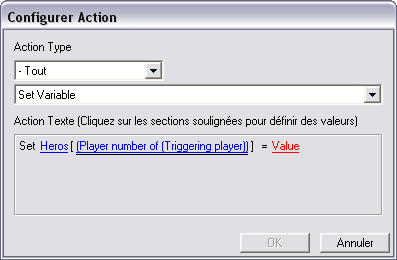 Configurer Action
Action Type
- Tout
Set Variable
Action Texte (Cliquez sur les sections soulignées pour définir des valeurs)
Set Heros[ (Player number of (Triggering player)) ] = Value
OK
Annuler